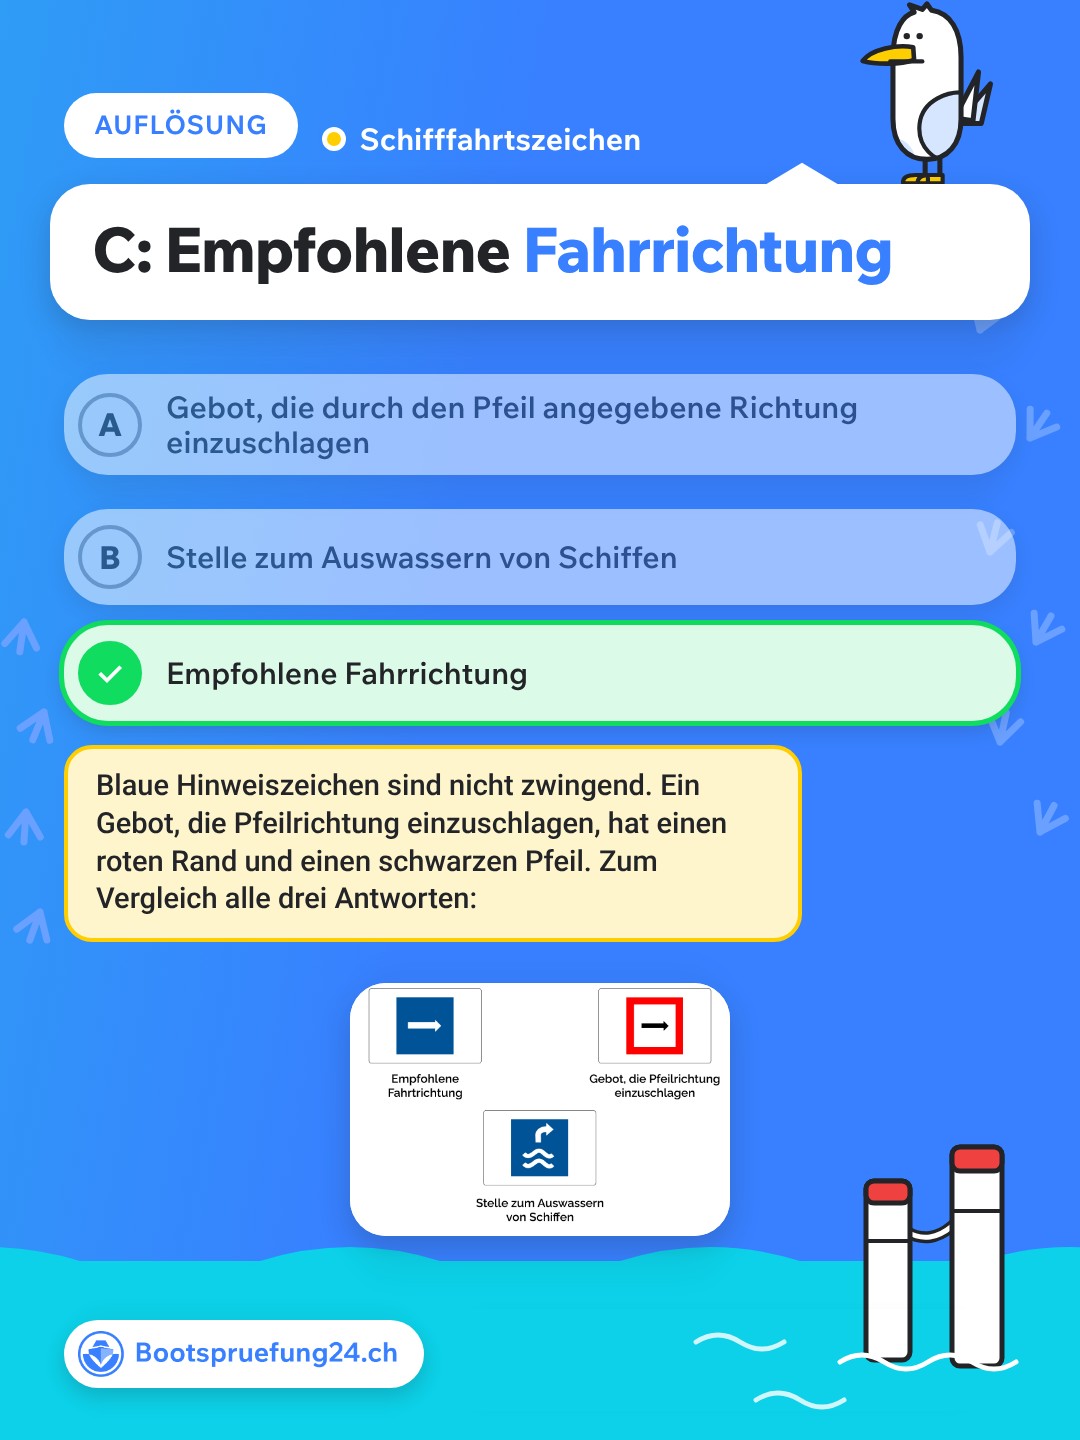 AUFLÖSUNG
Schifffahrtszeichen
C: Empfohlene Fahrrichtung
A Gebot, die durch den Pfeil angegebene Richtung
einzuschlagen
B Stelle zum Auswassern von Schiffen
Empfohlene Fahrrichtung
Blaue Hinweiszeichen sind nicht zwingend. Ein
Gebot, die Pfeilrichtung einzuschlagen, hat einen
roten Rand und einen schwarzen Pfeil. Zum
Vergleich alle drei Antworten:
Empfohlene
Fahrtrichtung
Gebot, die Pfeilrichtung
einzuschlagen
Stelle zum Auswassern
von Schiffen
Bootspruefung24.ch